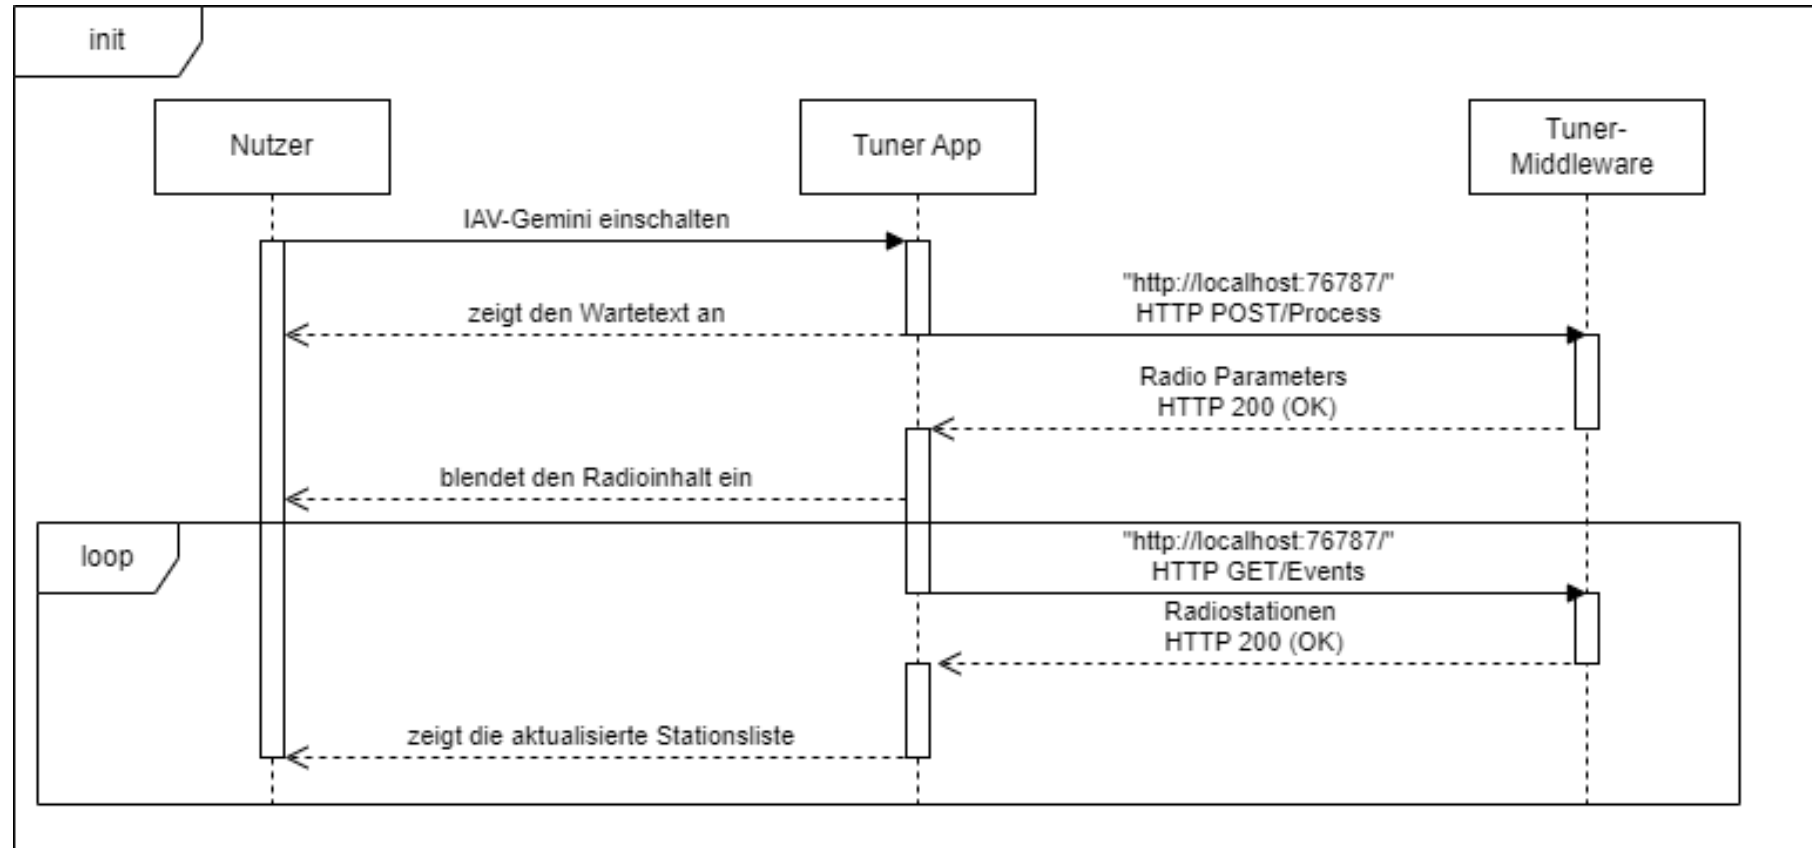 init
Nutzer
Tuner App
Tuner-
Middleware
IAV-Gemini einschalten
"http://localhost:76787/"
HTTP POST/Process
zeigt den Wartetext an
Radio Parameters
HTTP 200 (OK)
blendet den Radioinhalt ein
loop
"http://localhost:76787/"
HTTP GET/Events
Radiostationen
HTTP 200 (OK)
zeigt die aktualisierte Stationsliste